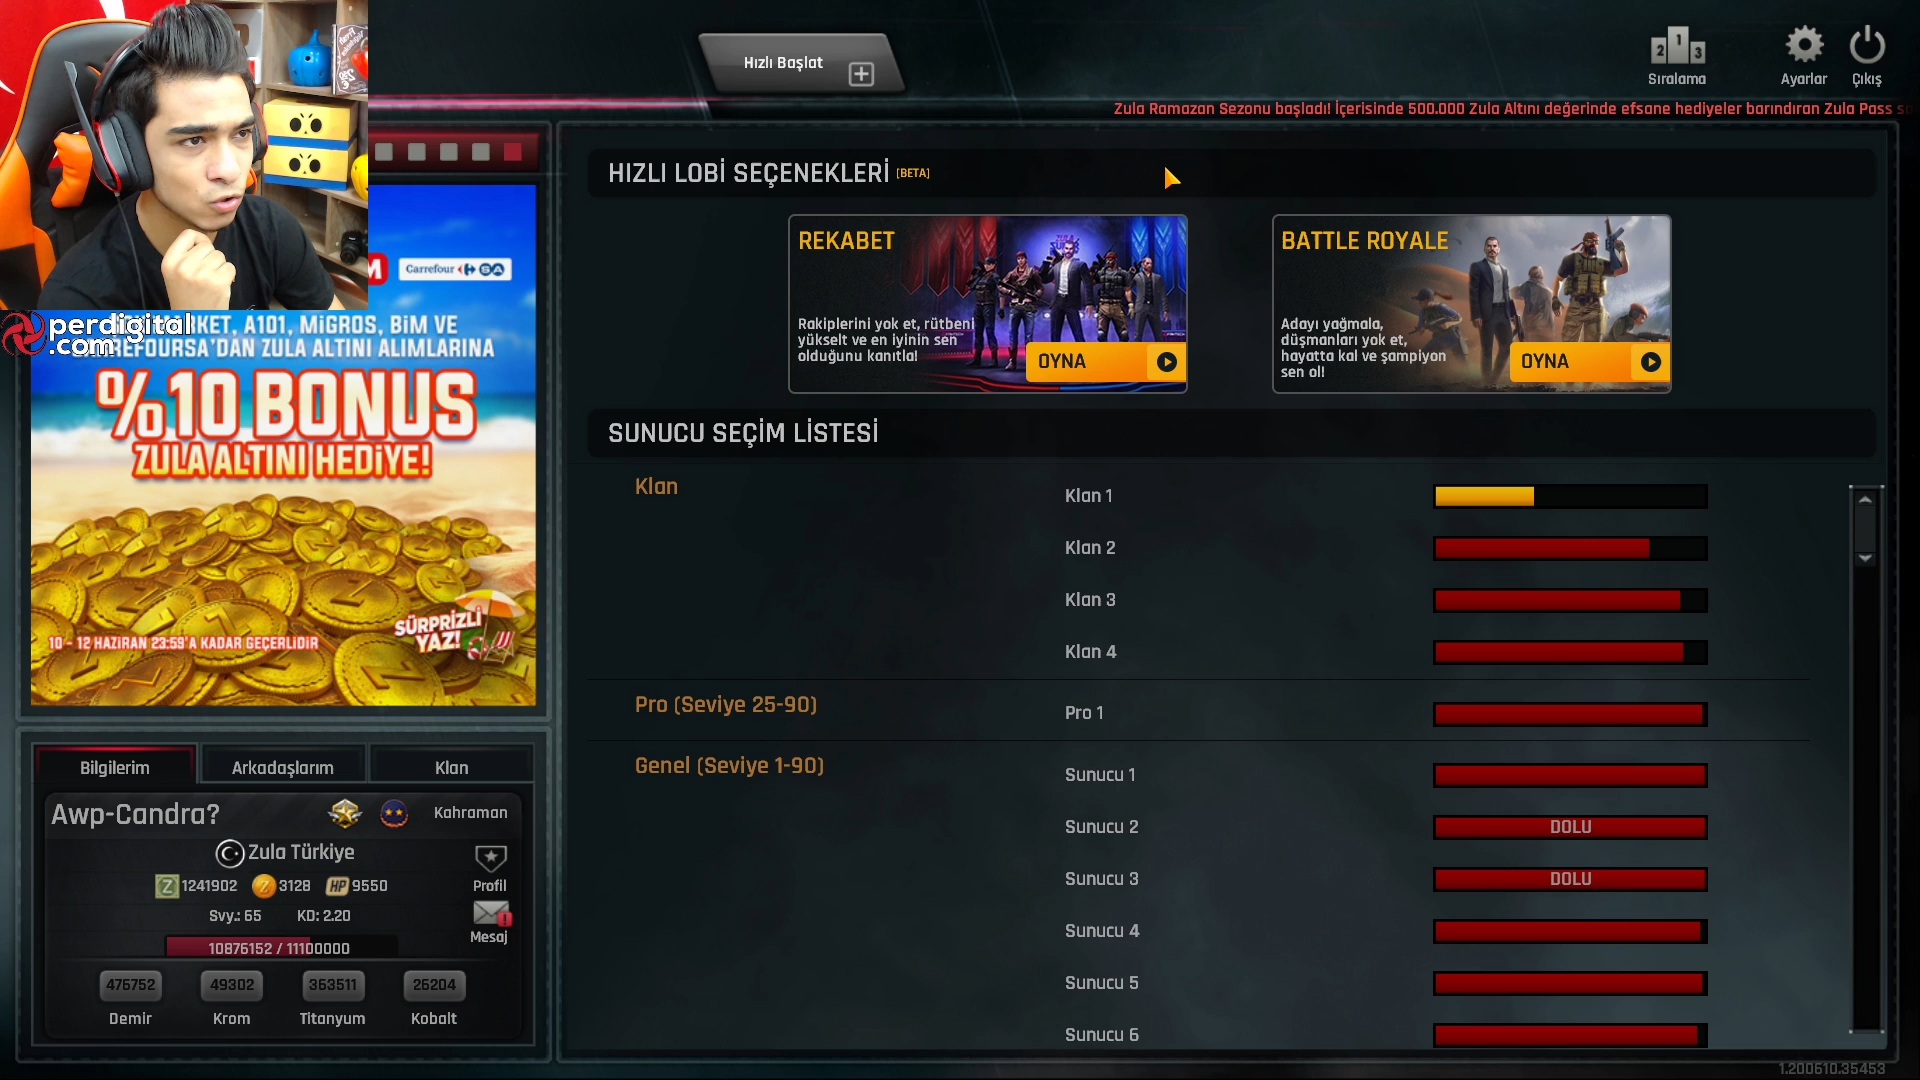 Hızlı Başlat
2 1 3
Sıralama
Ayarlar
Çıkış
Zula Ramazan Sezonu başladı! İçerisinde 500.000 Zula Altını değerinde efsane hediyeler barındıran Zula Pass
Carrefour SA
perdigital
.com
A101, MİGROS, BİM VE
ZULA ALTINI ALIMLARINA
%10 BONUS
ZULA ALTINI HEDİYE!
10 - 12 HAZİRAN 23:59'A KADAR GEÇERLİDİR
SÜRPRİZLİ
YAZ!
HIZLI LOBİ SEÇENEKLERİ [BETA]
REKABET
Rakiplerini yok et, rütbeni
yükselt ve en iyinin sen
olduğunu kanıtla!
OYNA
BATTLE ROYALE
Adayı yağmala,
düşmanları yok et,
hayatta kal ve şampiyon
sen ol!
OYNA
SUNUCU SEÇİM LİSTESİ
Klan
Klan 1
Klan 2
Klan 3
Klan 4
Pro (Seviye 25-90)
Pro 1
Genel (Seviye 1-90)
Sunucu 1
Sunucu 2
DOLU
Sunucu 3
DOLU
Sunucu 4
Sunucu 5
Sunucu 6
Bilgilerim
Arkadaşlarım
Klan
Awp-Candra?
Kahraman
Zula Türkiye
1241902
3128
HP 9550
Profil
Svy.: 65
KD: 2.20
Mesaj
10876152 / 11100000
476752
49302
363511
26204
Demir
Krom
Titanyum
Kobalt
1.200610.35453